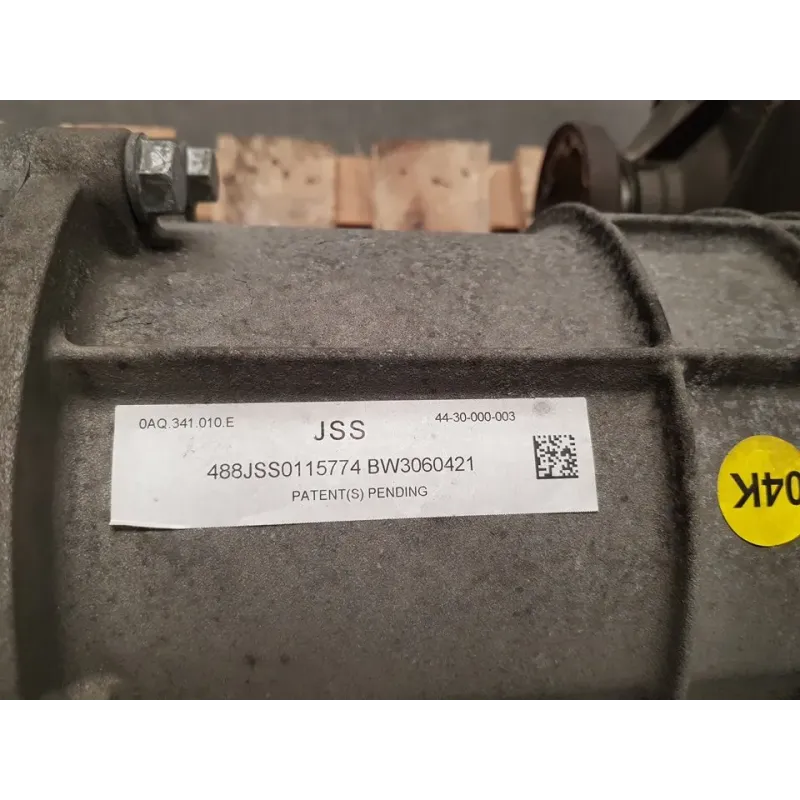 0AQ.341.010.E
JSS
44-30-000-003
488JSS0115774 BW3060421
PATENT(S) PENDING
04K